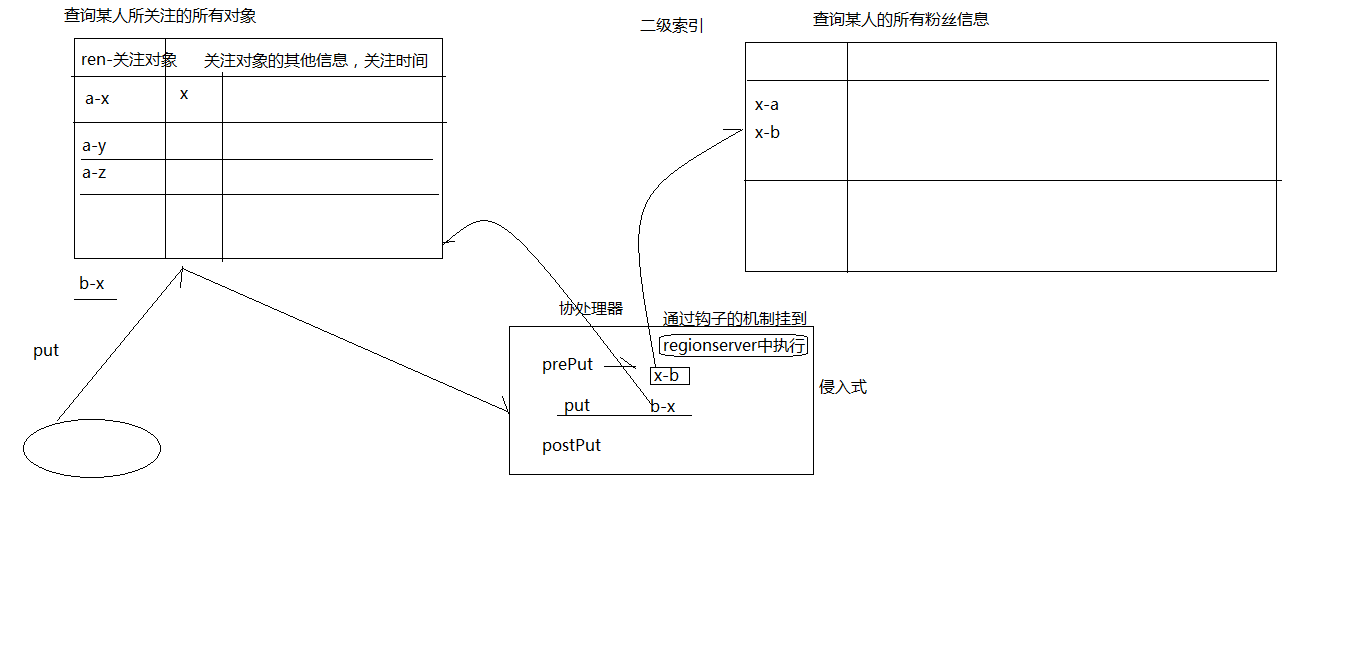 查询某人所关注的所有对象
二级索引
查询某人的所有粉丝信息
ren-关注对象
关注对象的其他信息，关注时间
a-x
x
a-y
a-z
x-a
x-b
b-x
put
协处理器
通过钩子的机制挂到
regionserver中执行
prePut
x-b
put
b-x
postPut
侵入式